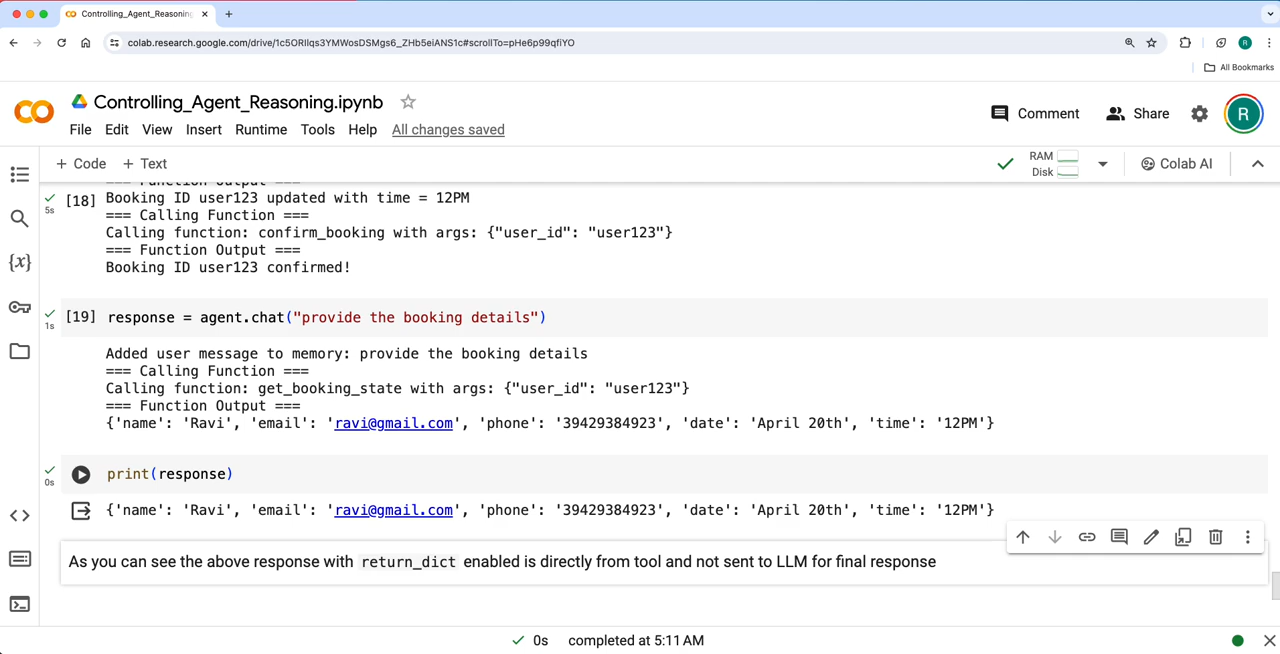 Controlling_Agent_Reasoning
colab.research.google.com/drive/1c5ORIlqs3YMWosDSMgs6_ZHb5eiANS1c#scrollTo=pHe6p99qfiYO
R
All Bookmarks
Controlling_Agent_Reasoning.ipynb
File Edit View Insert Runtime Tools Help All changes saved
Comment Share R
+ Code + Text
RAM
Disk
Colab AI
=== Function Output ===
[18] Booking ID user123 updated with time = 12PM
5s
=== Calling Function ===
Calling function: confirm_booking with args: {"user_id": "user123"}
=== Function Output ===
Booking ID user123 confirmed!
[19] response = agent.chat("provide the booking details")
1s
Added user message to memory: provide the booking details
=== Calling Function ===
Calling function: get_booking_state with args: {"user_id": "user123"}
=== Function Output ===
{'name': 'Ravi', 'email': 'ravi@gmail.com', 'phone': '39429384923', 'date': 'April 20th', 'time': '12PM'}
print(response)
0s
{'name': 'Ravi', 'email': 'ravi@gmail.com', 'phone': '39429384923', 'date': 'April 20th', 'time': '12PM'}
As you can see the above response with return_dict enabled is directly from tool and not sent to LLM for final response
0s completed at 5:11 AM